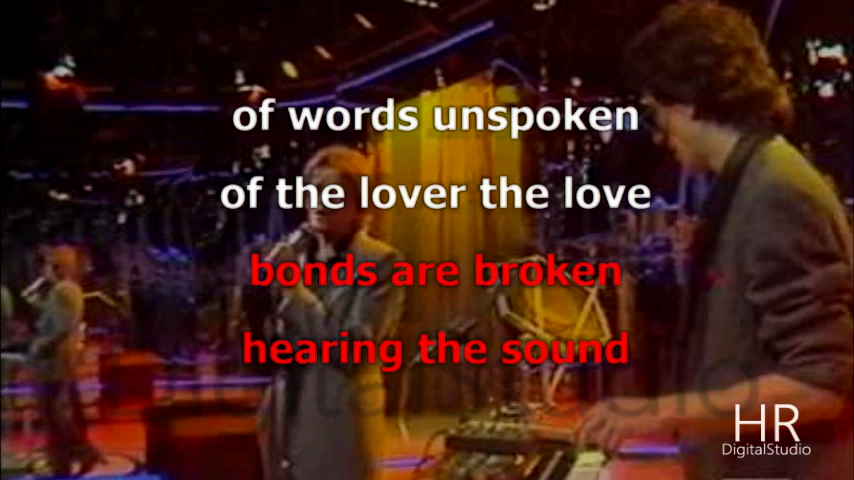 of words unspoken
of the lover the love
bonds are broken
hearing the sound
HR
DigitalStudio